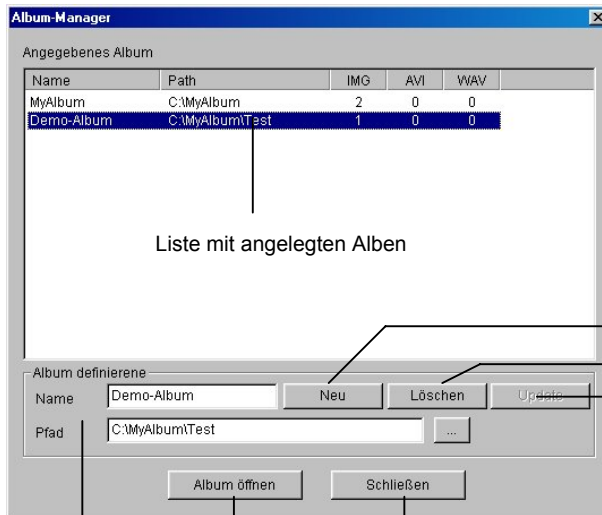 Album-Manager
Angegebenes Album
Name Path IMG AVI WAV
MyAlbum C:\MyAlbum 2 0 0
Demo-Album C:\MyAlbum\Test 1 0 0
Liste mit angelegten Alben
Album definierene
Name Demo-Album Neu Löschen Update
Pfad C:\MyAlbum\Test ...
Album öffnen Schließen